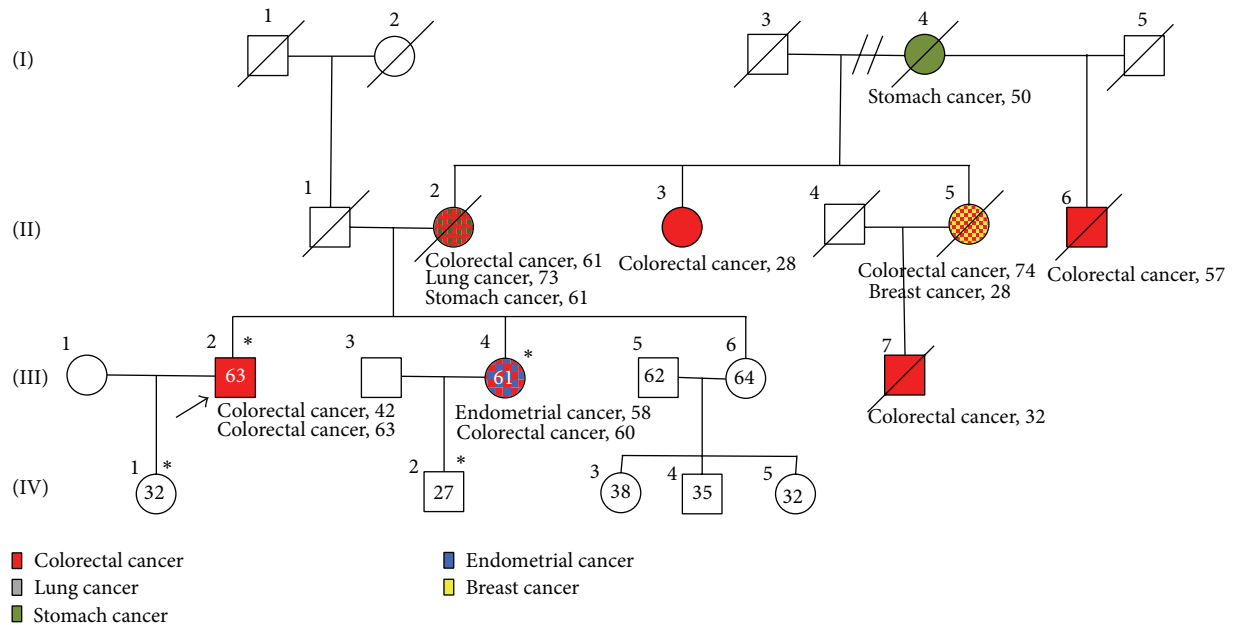 1
2
3
4
5
(I)
Stomach cancer, 50
1
2
3
4
5
6
(II)
Colorectal cancer, 61
Lung cancer, 73
Stomach cancer, 61
Colorectal cancer, 28
Colorectal cancer, 74
Breast cancer, 28
Colorectal cancer, 57
1
2 *
3
4 *
5
6
7
(III)
63
61
62
64
Colorectal cancer, 42
Colorectal cancer, 63
Endometrial cancer, 58
Colorectal cancer, 60
Colorectal cancer, 32
1 *
2 *
3
4
5
(IV)
32
27
38
35
32
Colorectal cancer
Lung cancer
Stomach cancer
Endometrial cancer
Breast cancer